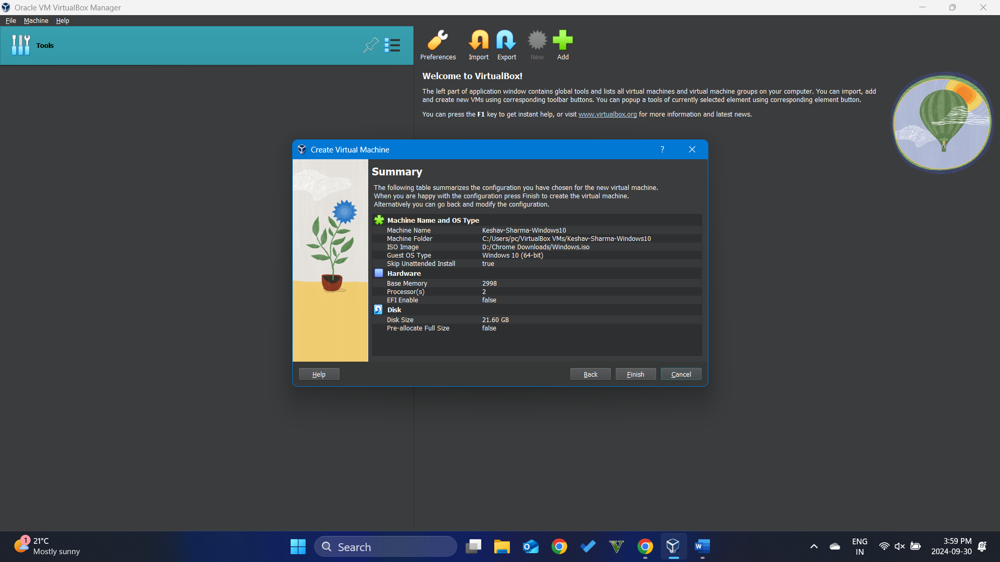 Oracle VM VirtualBox Manager
File Machine Help
Tools
Preferences
Import
Export
New
Add
Welcome to VirtualBox!
The left part of application window contains global tools and lists all virtual machines and virtual machine groups on your computer. You can import, add
and create new VMs using corresponding toolbar buttons. You can popup a tools of currently selected element using corresponding element button.
You can press the F1 key to get instant help, or visit www.virtualbox.org for more information and latest news.
Create Virtual Machine
?
Summary
The following table summarizes the configuration you have chosen for the new virtual machine.
When you are happy with the configuration press Finish to create the virtual machine.
Alternatively you can go back and modify the configuration.
Machine Name and OS Type
Machine Name Keshav-Sharma-Windows10
Machine Folder C:/Users/pc/VirtualBox VMs/Keshav-Sharma-Windows10
ISO Image D:/Chrome Downloads/Windows.iso
Guest OS Type Windows 10 (64-bit)
Skip Unattended Install true
Hardware
Base Memory 2998
Processor(s) 2
EFI Enable false
Disk
Disk Size 21.60 GB
Pre-allocate Full Size false
Help
Back
Finish
Cancel
1
21°C
Mostly sunny
Search
ENG
IN
3:59 PM
2024-09-30